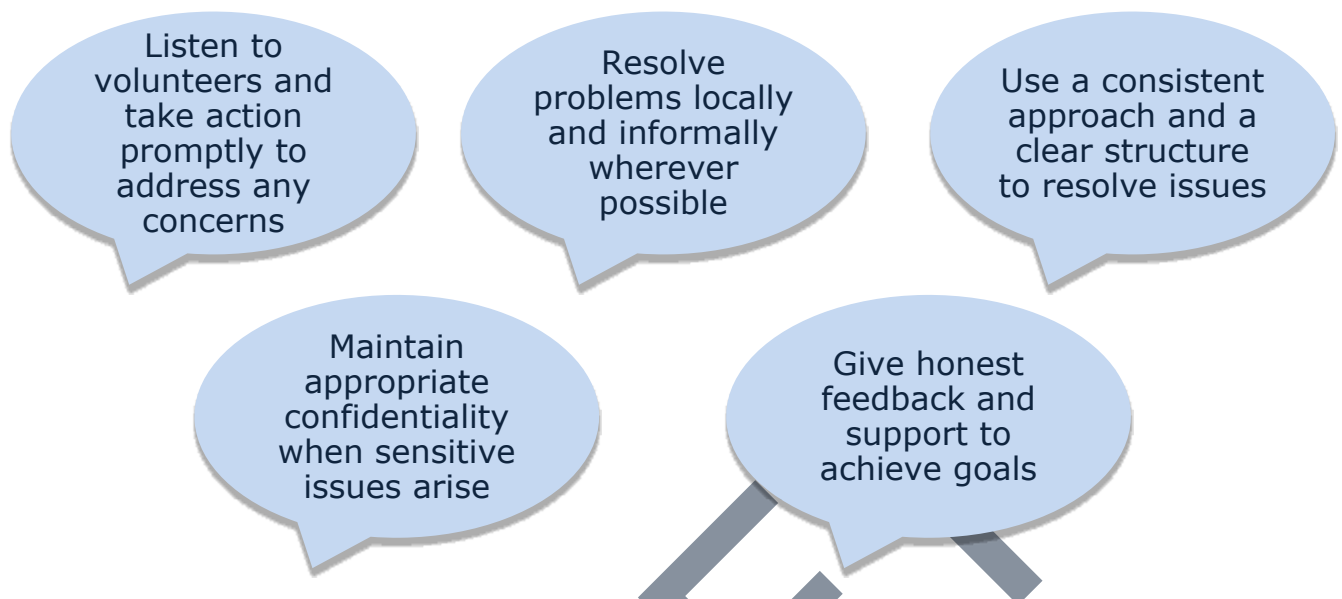 Listen to
volunteers and
take action
promptly to
address any
concerns
Resolve
problems locally
and informally
wherever
possible
Use a consistent
approach and a
clear structure
to resolve issues
Maintain
appropriate
confidentiality
when sensitive
issues arise
Give honest
feedback and
support to
achieve goals